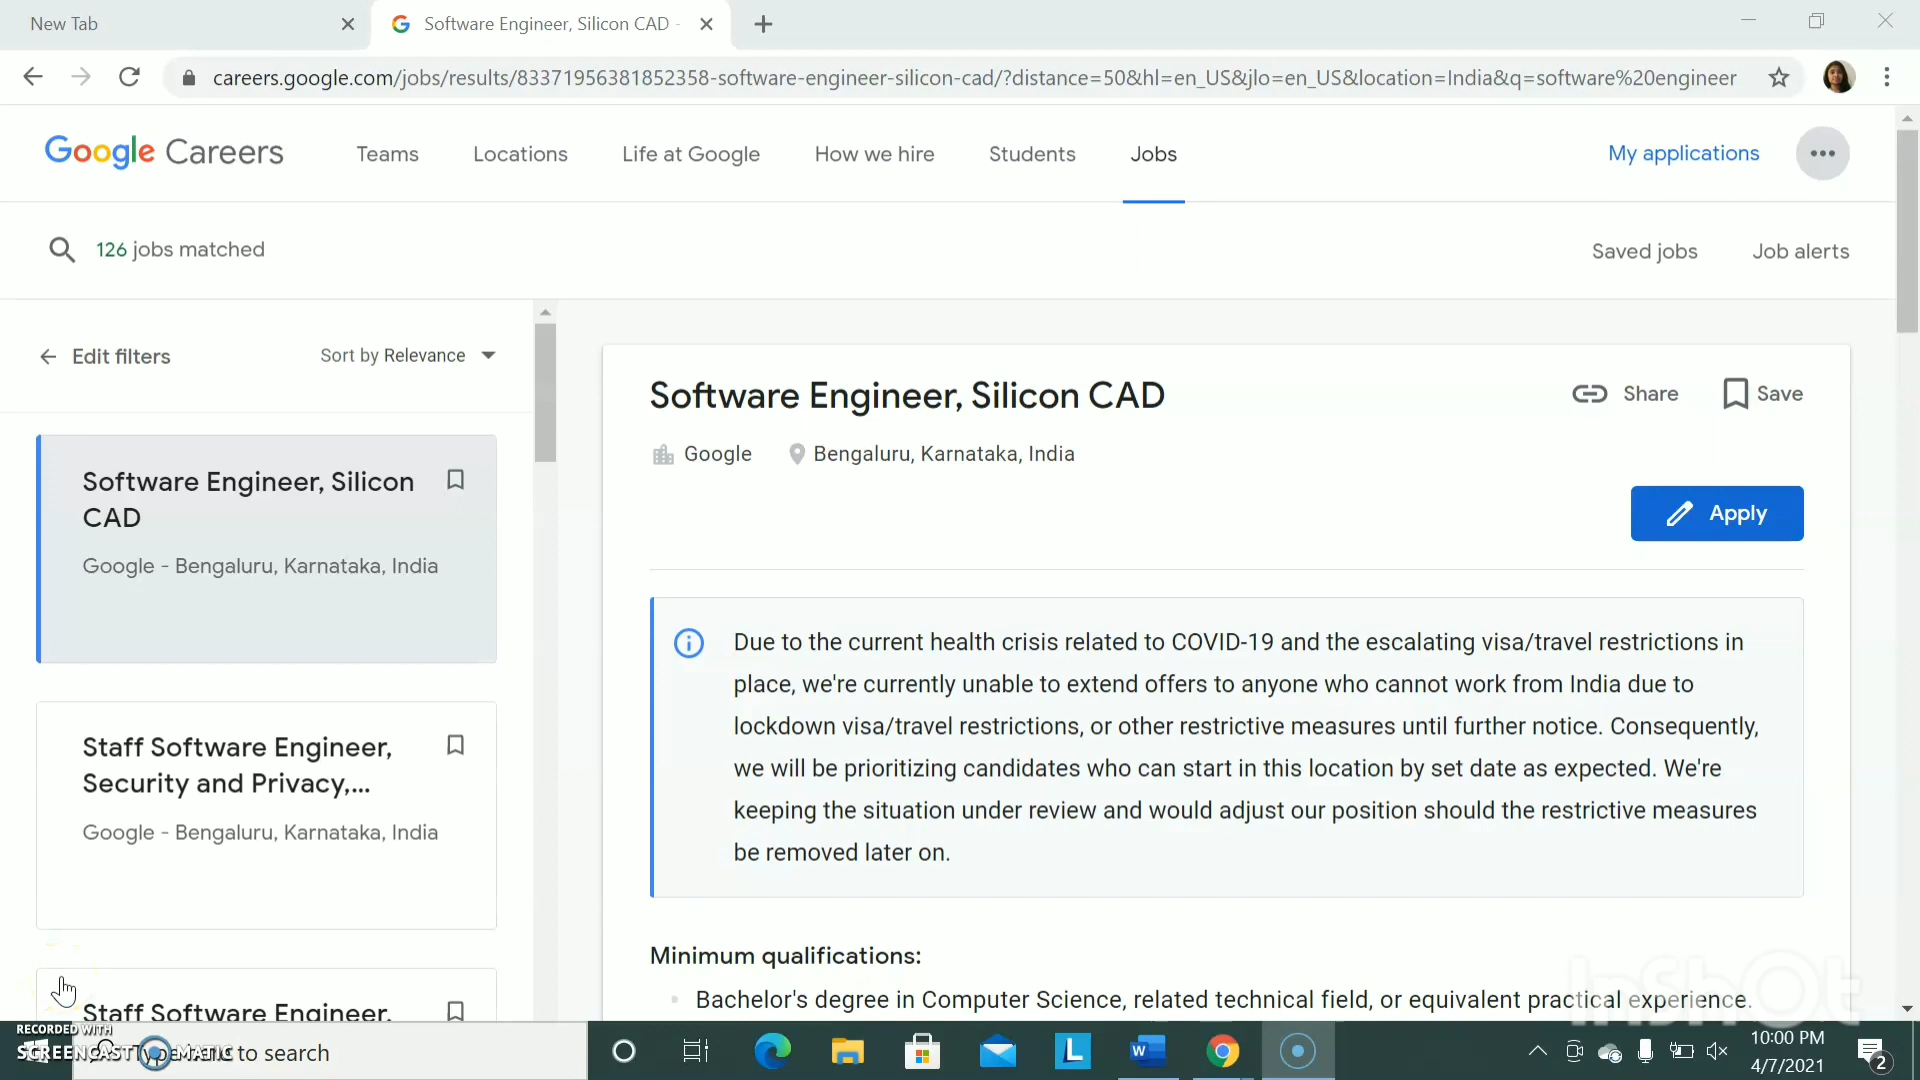 New Tab
Software Engineer, Silicon CAD -
careers.google.com/jobs/results/83371956381852358-software-engineer-silicon-cad/?distance=50&hl=en_US&jlo=en_US&location=India&q=software%20engineer
Google Careers
Teams
Locations
Life at Google
How we hire
Students
Jobs
My applications
126 jobs matched
Saved jobs
Job alerts
Edit filters
Sort by Relevance
Software Engineer, Silicon
CAD
Google - Bengaluru, Karnataka, India
Staff Software Engineer,
Security and Privacy,...
Google - Bengaluru, Karnataka, India
Staff Software Engineer,
Software Engineer, Silicon CAD
Share
Save
Google
Bengaluru, Karnataka, India
Apply
Due to the current health crisis related to COVID-19 and the escalating visa/travel restrictions in
place, we're currently unable to extend offers to anyone who cannot work from India due to
lockdown visa/travel restrictions, or other restrictive measures until further notice. Consequently,
we will be prioritizing candidates who can start in this location by set date as expected. We're
keeping the situation under review and would adjust our position should the restrictive measures
be removed later on.
Minimum qualifications:
Bachelor's degree in Computer Science, related technical field, or equivalent practical experience.
InShOt
RECORDED WITH
SCREENCAST MATIC
Type here to search
L
W
10:00 PM
4/7/2021
2